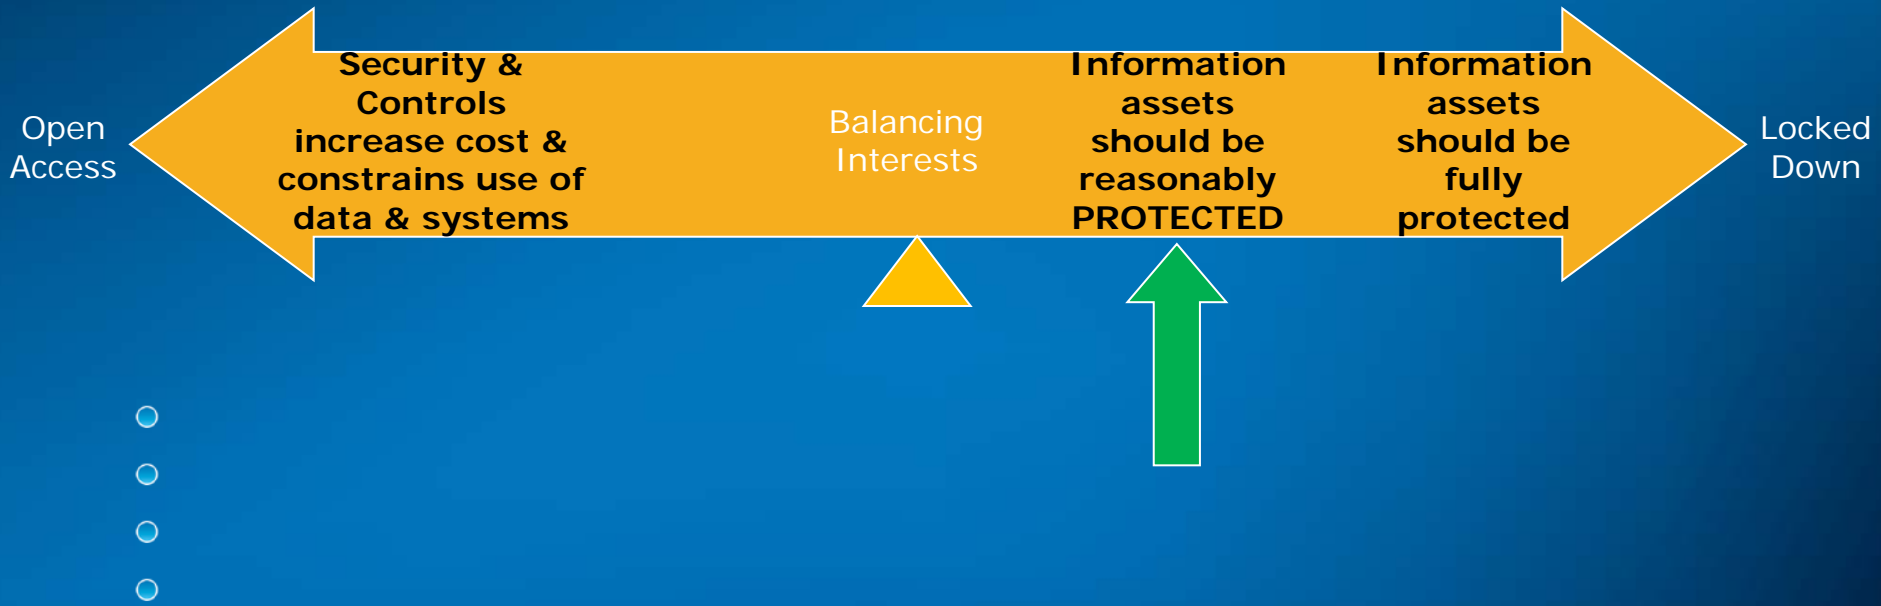 Open
Access
Security &
Controls
increase cost &
constrains use of
data & systems
Balancing
Interests
Information
assets
should be
reasonably
PROTECTED
Information
assets
should be
fully
protected
Locked
Down